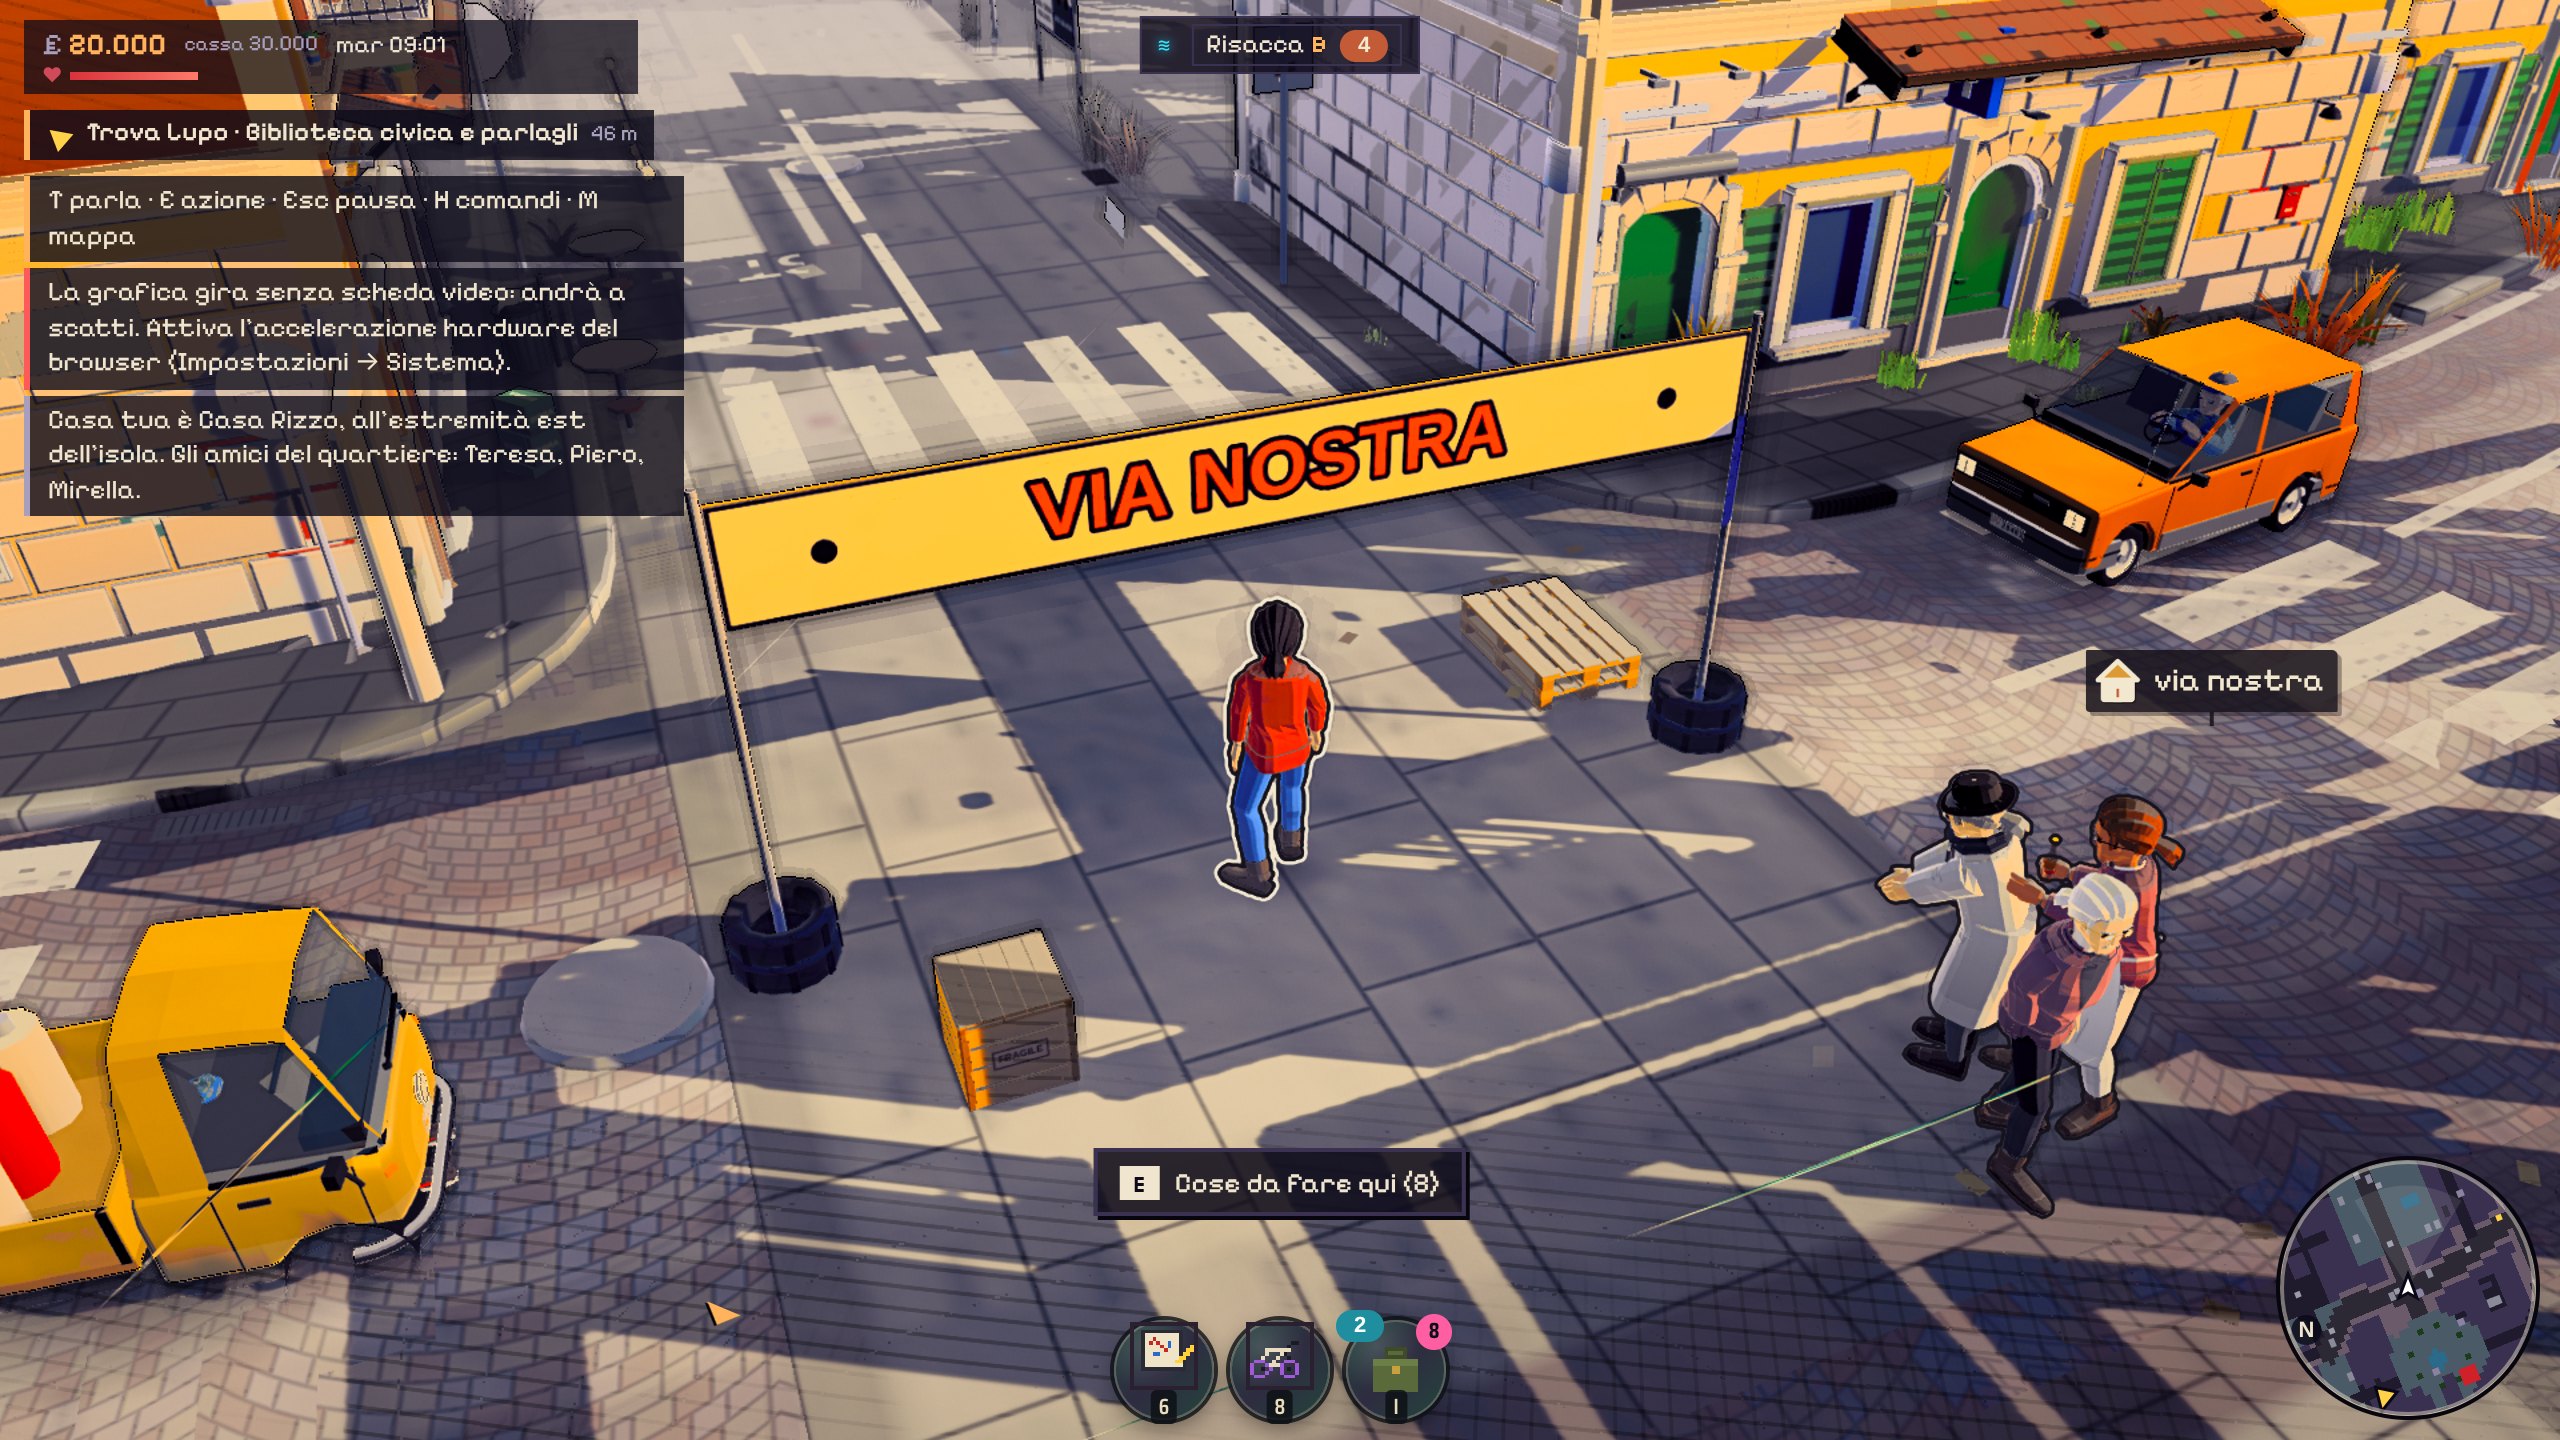 £ 80.000 cassa 30.000 mar 09:01
Risacca B 4
Trova Lupo · Biblioteca civica e parlagli 46 m
T parla · E azione · Esc pausa · H comandi · M
mappa
La grafica gira senza scheda video: andrà a
scatti. Attiva l'accelerazione hardware del
browser (Impostazioni → Sistema).
Casa tua è Casa Rizzo, all'estremità est
dell'isola. Gli amici del quartiere: Teresa, Piero,
Mirella.
VIA NOSTRA
via nostra
FRAGILE
E Cose da fare qui (8)
2 8
6 8 I
N